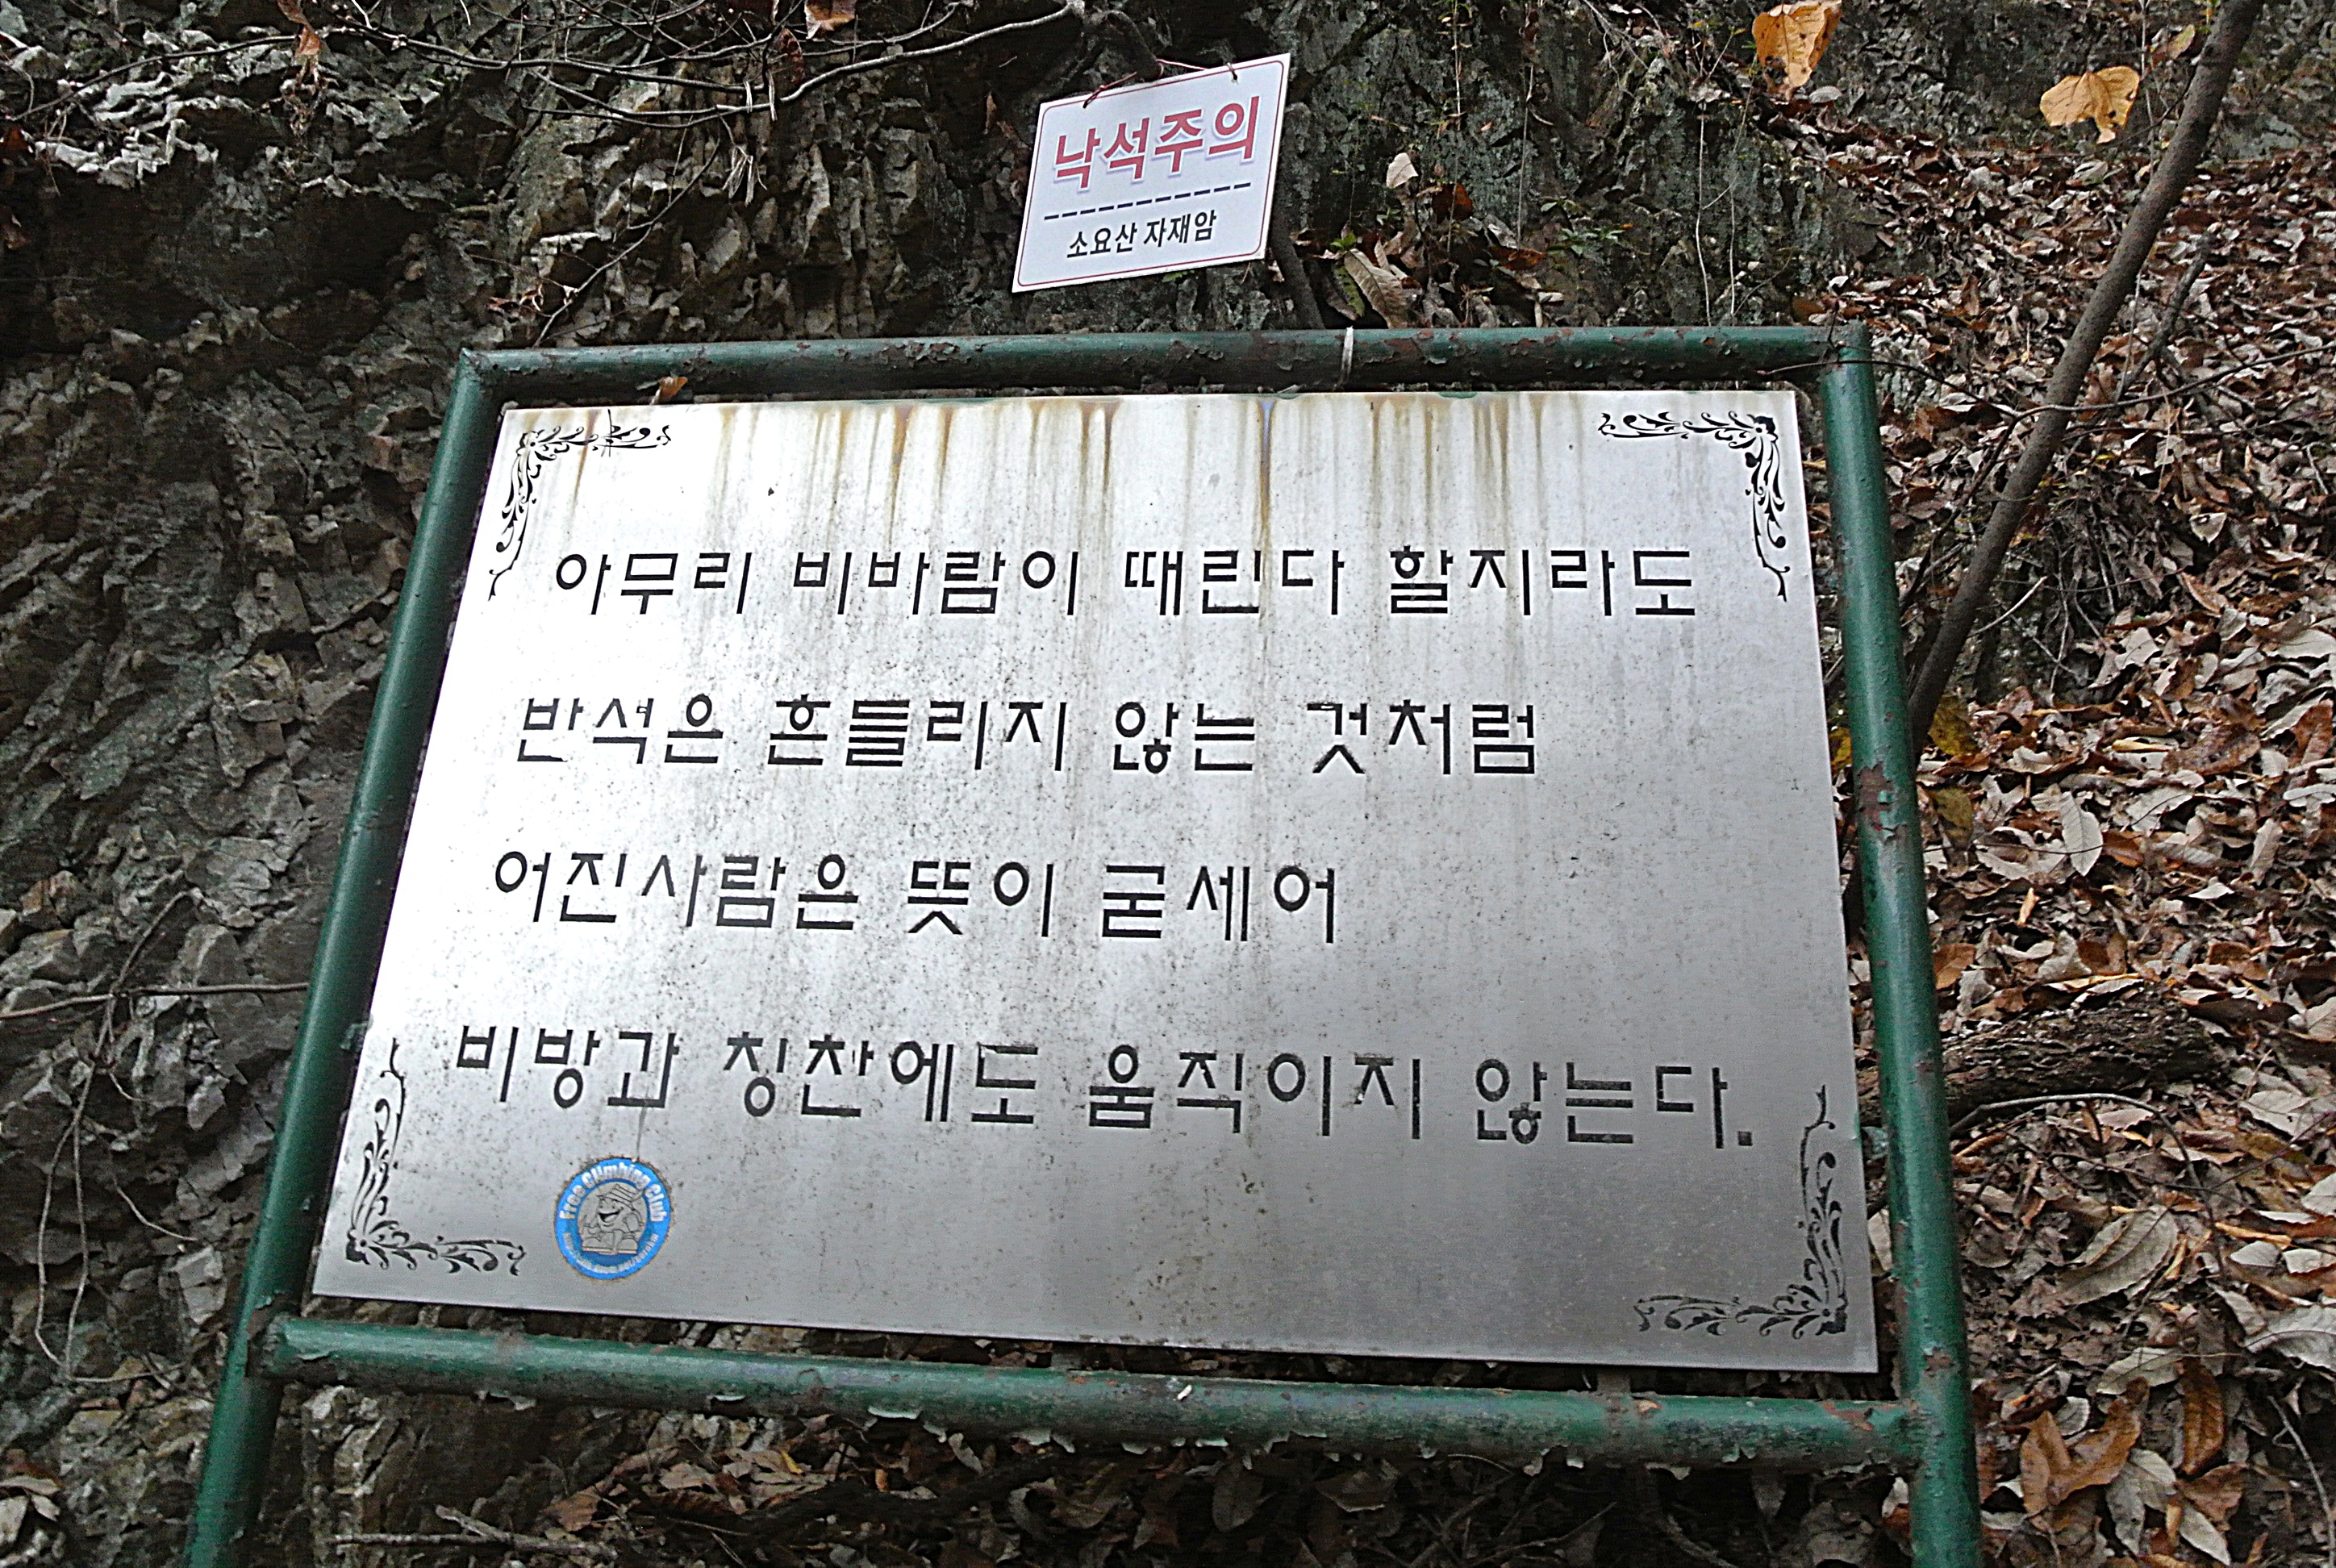 낙석주의
소요산 자재암
아무리 비바람이 때린다 할지라도
반석은 흔들리지 않는 것처럼
어진사람은 뜻이 굳세어
비방과 칭찬에도 움직이지 않는다.
Free Climbing Club